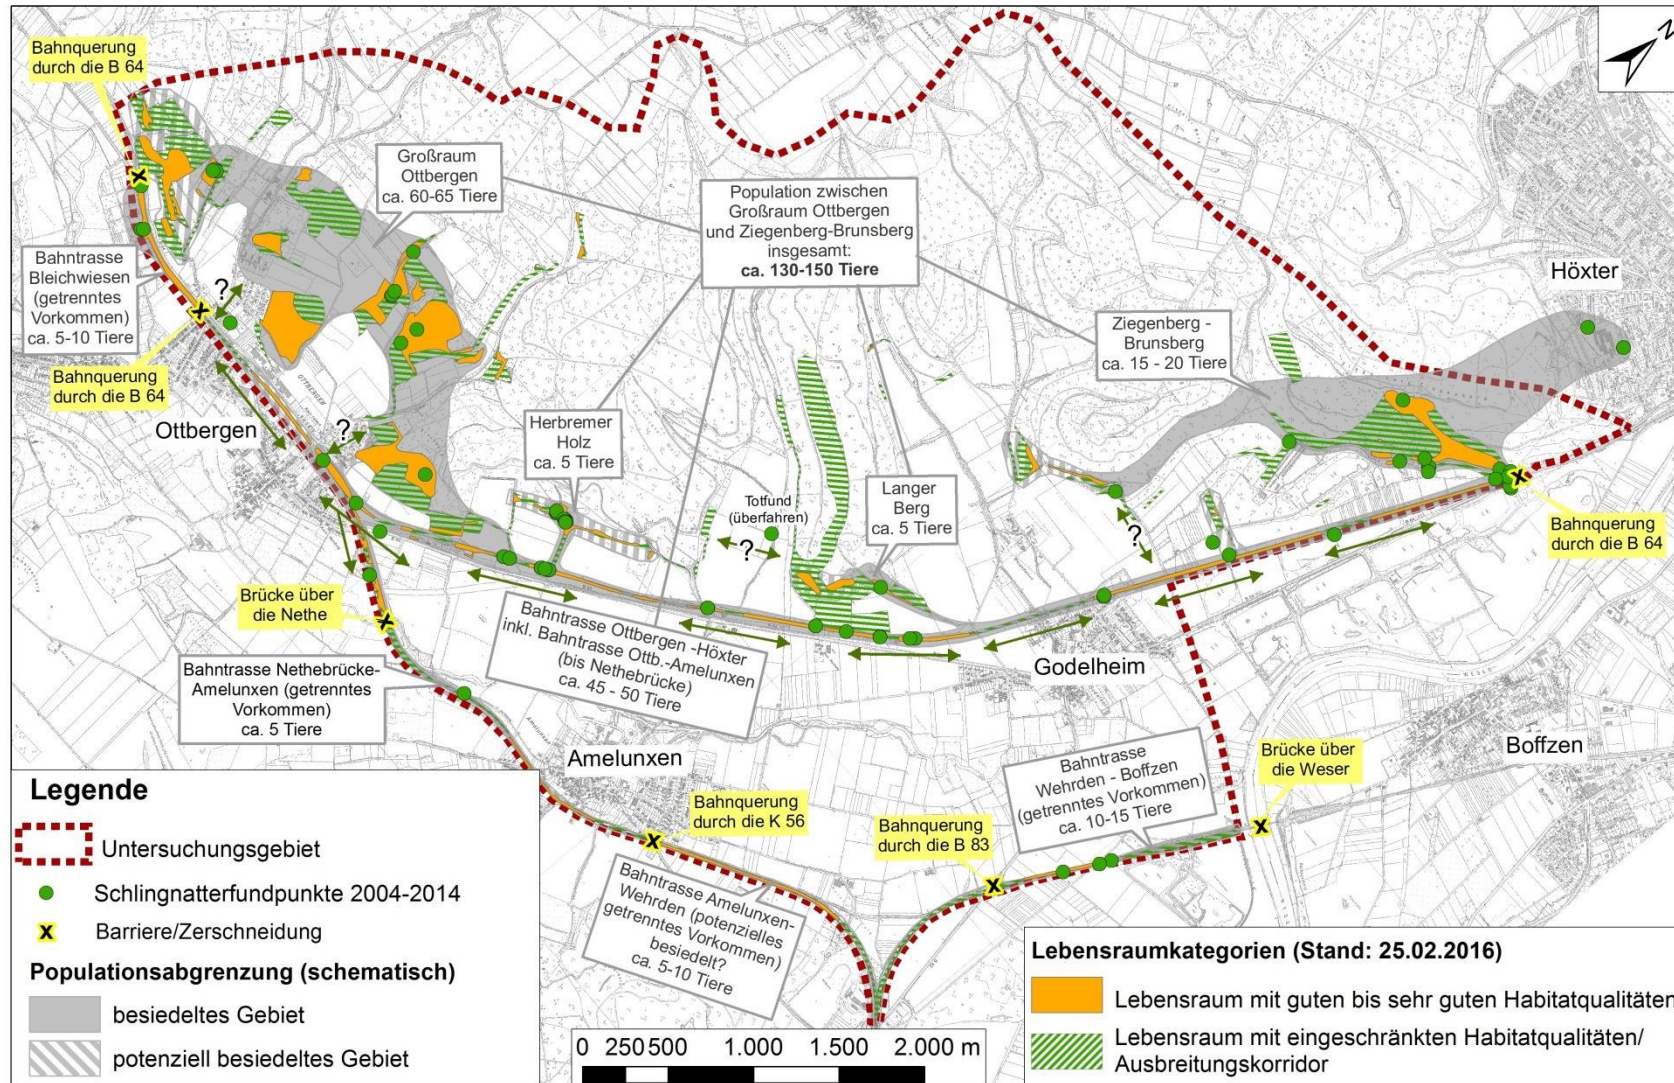 Bahnquerung
durch die B 64
N
Großraum
Ottbergen
ca. 60-65 Tiere
Population zwischen
Großraum Ottbergen
und Ziegenberg-Brunsberg
insgesamt:
ca. 130-150 Tiere
Höxter
Bahntrasse
Bleichwiesen
(getrenntes
Vorkommen)
ca. 5-10 Tiere
?
Ziegenberg -
Brunsberg
ca. 15 - 20 Tiere
Bahnquerung
durch die B 64
OTTBERGEN
Ottbergen
?
Herbremer
Holz
ca. 5 Tiere
Totfund
(überfahren)
?
Langer
Berg
ca. 5 Tiere
?
Bahnquerung
durch die B 64
Brücke über
die Nethe
Bahntrasse Ottbergen -Höxter
inkl. Bahntrasse Ottb.-Amelunxen
(bis Nethebrücke)
ca. 45 - 50 Tiere
Godelheim
Bahntrasse Nethebrücke-
Amelunxen (getrenntes
Vorkommen)
ca. 5 Tiere
Amelunxen
Boffzen
Brücke über
die Weser
Bahntrasse
Wehrden - Boffzen
(getrenntes Vorkommen)
ca. 10-15 Tiere
Bahnquerung
durch die K 56
Bahnquerung
durch die B 83
Bahntrasse Amelunxen-
Wehrden (potenzielles
getrenntes Vorkommen)
besiedelt?
ca. 5-10 Tiere
Legende
Untersuchungsgebiet
Schlingnatterfundpunkte 2004-2014
x Barriere/Zerschneidung
Populationsabgrenzung (schematisch)
besiedeltes Gebiet
potenziell besiedeltes Gebiet
0 250 500 1.000 1.500 2.000 m
Lebensraumkategorien (Stand: 25.02.2016)
Lebensraum mit guten bis sehr guten Habitatqualitäten
Lebensraum mit eingeschränkten Habitatqualitäten/
Ausbreitungskorridor